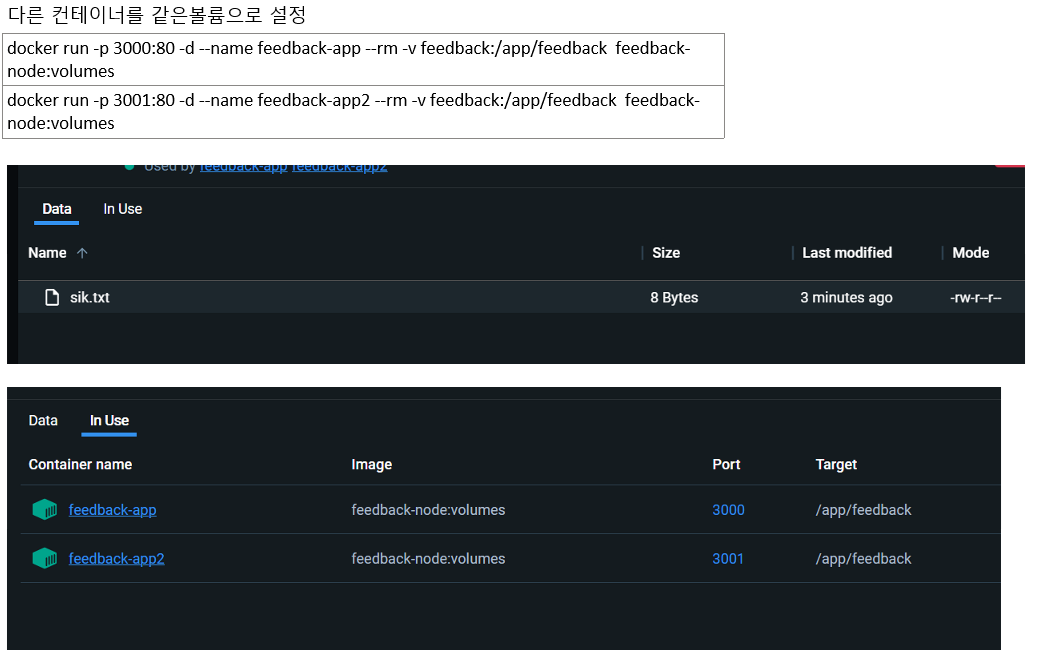 다른 컨테이너를 같은볼륨으로 설정
docker run -p 3000:80 -d --name feedback-app --rm -v feedback:/app/feedback feedback-
node:volumes
docker run -p 3001:80 -d --name feedback-app2 --rm -v feedback:/app/feedback feedback-
node:volumes
Used by feedback-app feedback-app2
Data In Use
Name Size Last modified Mode
sik.txt 8 Bytes 3 minutes ago -rw-r--r--
Data In Use
Container name Image Port Target
feedback-app feedback-node:volumes 3000 /app/feedback
feedback-app2 feedback-node:volumes 3001 /app/feedback